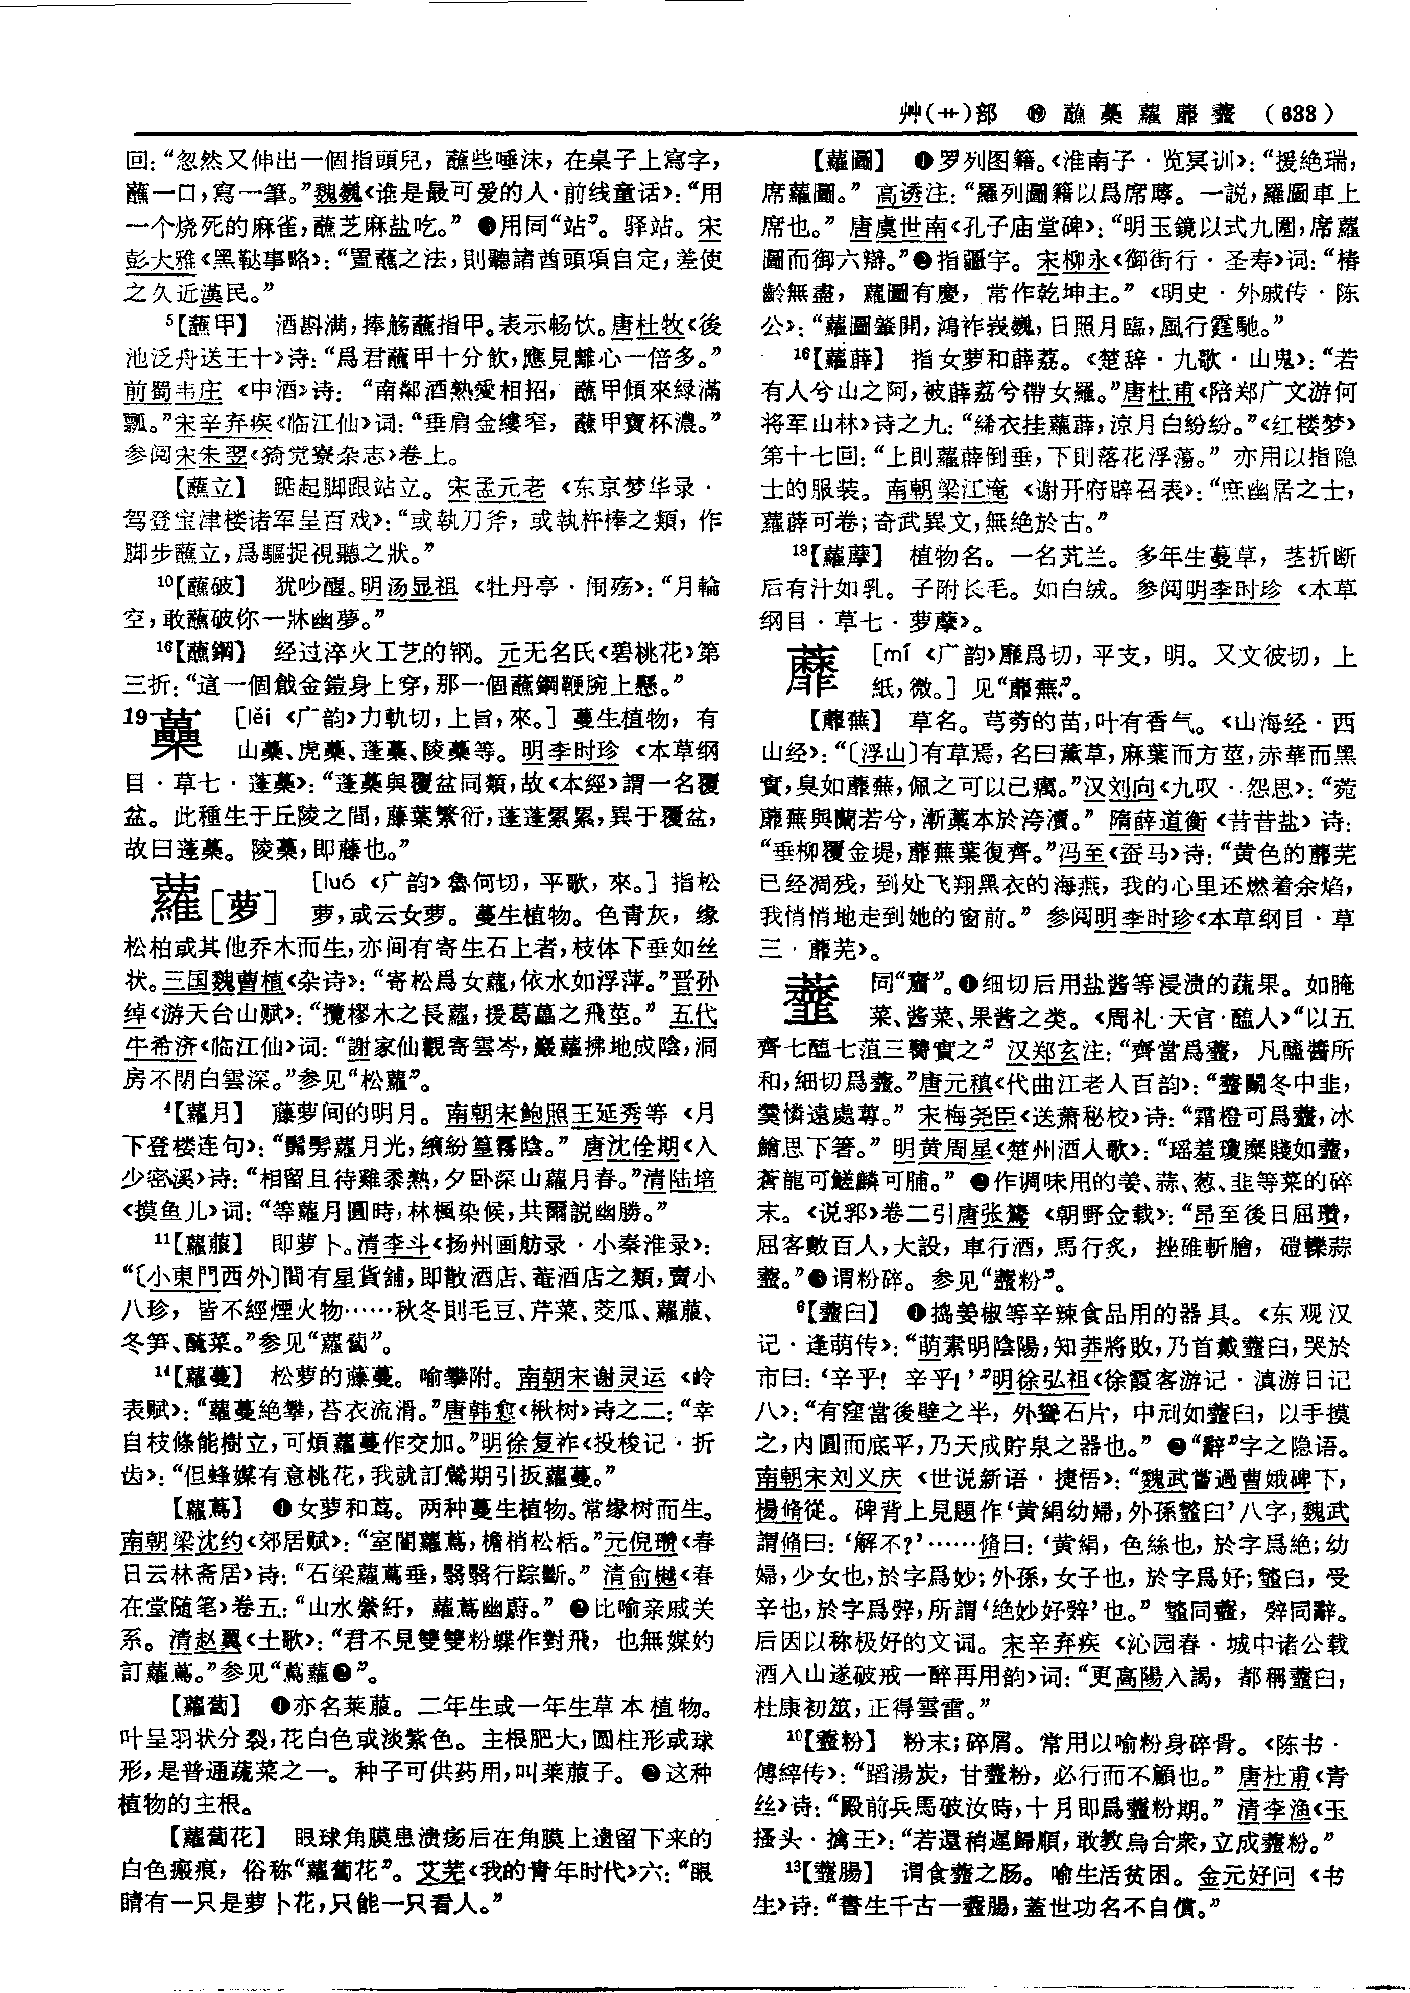 艸(艹)部 ⑲ 蘸 虆 蘿 蘼 虀 (638)
回：“忽然又伸出一個指頭兒，蘸些唾沫，在桌子上寫字，
蘸一口，寫一筆。”魏巍《谁是最可爱的人·前线童话》：“用
一个烧死的麻雀，蘸芝麻盐吃。” ❸用同“站”。驿站。宋
彭大雅《黑鞑事略》：“置蘸之法，則聽諸酋頭項自定，差使
之久近漢民。”
5【蘸甲】 酒斟满，捧觞蘸指甲。表示畅饮。唐杜牧《後
池泛舟送王十》诗：“爲君蘸甲十分飲，應見離心一倍多。”
前蜀韦庄《中酒》诗：“南鄰酒熟愛相招，蘸甲傾來緑滿
瓢。”宋辛弃疾《临江仙》词：“垂肩金縷窄，蘸甲寶杯濃。”
参阅宋朱翌《猗觉寮杂志》卷上。
【蘸立】 踮起脚跟站立。宋孟元老《东京梦华录·
驾登宝津楼诸军呈百戏》：“或執刀斧，或執杵棒之類，作
脚步蘸立，爲驅捉視聽之狀。”
10【蘸破】 犹吵醒。明汤显祖《牡丹亭·闹殇》：“月輪
空，敢蘸破你一牀幽夢。”
16【蘸鋼】 经过淬火工艺的钢。元无名氏《碧桃花》第
三折：“這一個戧金鎧身上穿，那一個蘸鋼鞭腕上懸。”
19虆 [lěi 《广韵》力軌切，上旨，來。] 蔓生植物，有
山虆、虎虆、蓬虆、陵虆等。明李时珍《本草纲
目·草七·蓬虆》：“蓬虆與覆盆同類，故《本經》謂一名覆
盆。此種生于丘陵之間，藤葉繁衍，蓬蓬纍纍，異于覆盆，
故曰蓬虆。陵虆，即藤也。”
蘿[萝] [luó 《广韵》魯何切，平歌，來。] 指松
萝，或云女萝。蔓生植物。色青灰，缘
松柏或其他乔木而生，亦间有寄生石上者，枝体下垂如丝
状。三国魏曹植《杂诗》：“寄松爲女蘿，依水如浮萍。”晋孙
绰《游天台山赋》：“攬樛木之長蘿，援葛藟之飛莖。” 五代
牛希济《临江仙》词：“謝家仙觀寄雲岑，巖蘿拂地成陰，洞
房不閉白雲深。”参见“松蘿”。
4【蘿月】 藤萝间的明月。南朝宋鲍照王延秀等《月
下登楼连句》：“髣髴蘿月光，繽紛篁霧陰。” 唐沈佺期《入
少密溪》诗：“相留且待雞黍熟，夕卧深山蘿月春。”清陆培
《摸鱼儿》词：“等蘿月圓時，林楓染候，共爾説幽勝。”
11【蘿菔】 即萝卜。清李斗《扬州画舫录·小秦淮录》：
“〔小東門西外〕間有星貨鋪，即散酒店、菴酒店之類，賣小
八珍，皆不經煙火物……秋冬則毛豆、芹菜、茭瓜、蘿菔、
冬笋、醃菜。”参见“蘿蔔”。
14【蘿蔓】 松萝的藤蔓。喻攀附。南朝宋谢灵运《岭
表赋》：“蘿蔓絶攀，苔衣流滑。”唐韩愈《楸树》诗之二：“幸
自枝條能樹立，可煩蘿蔓作交加。”明徐复祚《投梭记·折
齿》：“但蜂媒有意桃花，我就訂鶯期引扳蘿蔓。”
【蘿蔦】 ❶女萝和茑。两种蔓生植物。常缘树而生。
南朝梁沈约《郊居赋》：“室闇蘿蔦，檐梢松栝。”元倪瓒《春
日云林斋居》诗：“石梁蘿蔦垂，翳翳行踪斷。” 清俞樾《春
在堂随笔》卷五：“山水縈紆，蘿蔦幽蔚。” ❷比喻亲戚关
系。清赵翼《土歌》：“君不見雙雙粉蝶作對飛，也無媒妁
訂蘿蔦。”参见“蔦蘿❷”。
【蘿蔔】 ❶亦名莱菔。二年生或一年生草本植物。
叶呈羽状分裂，花白色或淡紫色。主根肥大，圆柱形或球
形，是普通蔬菜之一。种子可供药用，叫莱菔子。❷这种
植物的主根。
【蘿蔔花】 眼球角膜患溃疡后在角膜上遗留下来的
白色瘢痕，俗称“蘿蔔花”。艾芜《我的青年时代》六：“眼
睛有一只是萝卜花，只能一只看人。”
【蘿圖】 ❶罗列图籍。《淮南子·览冥训》：“援絶瑞，
席蘿圖。” 高诱注：“羅列圖籍以爲席蓐。一説，羅圖車上
席也。” 唐虞世南《孔子庙堂碑》：“明玉鏡以式九圍，席蘿
圖而御六辯。”❷指疆宇。宋柳永《御街行·圣寿》词：“椿
齡無盡，蘿圖有慶，常作乾坤主。”《明史·外戚传·陈
公》：“蘿圖肇開，鴻祚峩巍，日照月臨，風行霆馳。”
16【蘿薜】 指女萝和薜荔。《楚辞·九歌·山鬼》：“若
有人兮山之阿，被薜荔兮帶女羅。”唐杜甫《陪郑广文游何
将军山林》诗之九：“絺衣挂蘿薜，涼月白紛紛。”《红楼梦》
第十七回：“上則蘿薜倒垂，下則落花浮蕩。” 亦用以指隐
士的服装。南朝梁江淹《谢开府辟召表》：“庶幽居之士，
蘿薜可卷；奇武異文，無絶於古。”
19【蘿藦】 植物名。一名芄兰。多年生蔓草，茎折断
后有汁如乳。子附长毛。如白绒。参阅明李时珍《本草
纲目·草七·萝藦》。
蘼 [mí 《广韵》靡爲切，平支，明。又文彼切，上
紙，微。] 见“蘼蕪”。
【蘼蕪】 草名。芎䓖的苗，叶有香气。《山海经·西
山经》：“〔浮山〕有草焉，名曰薰草，麻葉而方莖，赤華而黑
實，臭如蘼蕪，佩之可以已癘。”汉刘向《九叹·怨思》：“菀
蘼蕪與蘭若兮，漸藁本於洿瀆。” 隋薛道衡《昔昔盐》诗：
“垂柳覆金堤，蘼蕪葉復齊。”冯至《蚕马》诗：“黄色的蘼芜
已经凋残，到处飞翔黑衣的海燕，我的心里还燃着余焰，
我悄悄地走到她的窗前。” 参阅明李时珍《本草纲目·草
三·蘼芜》。
虀 同“齏”。❶细切后用盐酱等浸渍的蔬果。如腌
菜、酱菜、果酱之类。《周礼·天官·醢人》“以五
齊七醢七菹三臡實之” 汉郑玄注：“齊當爲虀，凡醢醬所
和，細切爲虀。”唐元稹《代曲江老人百韵》：“虀鬭冬中韭，
羹憐遠處蓴。” 宋梅尧臣《送萧秘校》诗：“霜橙可爲虀，冰
鱠思下箸。” 明黄周星《楚州酒人歌》：“瑶羞瓊糜賤如虀，
蒼龍可鮓麟可脯。” ❷作调味用的姜、蒜、葱、韭等菜的碎
末。《说郛》卷二引唐张鷟《朝野金载》：“昂至後日屈瓚，
屈客數百人，大設，車行酒，馬行炙，挫碓斬膾，磑轢蒜
虀。”❸谓粉碎。参见“虀粉”。
6【虀臼】 ❶捣姜椒等辛辣食品用的器具。《东观汉
记·逢萌传》：“萌素明陰陽，知莽將敗，乃首戴虀臼，哭於
市曰：‘辛乎！辛乎！’”明徐弘祖《徐霞客游记·滇游日记
八》：“有窪當後壁之半，外聳石片，中刓如虀臼，以手摸
之，内圓而底平，乃天成貯泉之器也。” ❷“辭”字之隐语。
南朝宋刘义庆《世说新语·捷悟》：“魏武嘗過曹娥碑下，
楊脩從。碑背上見題作‘黄絹幼婦，外孫䪢臼’八字，魏武
謂脩曰：‘解不？’……脩曰：‘黄絹，色絲也，於字爲絶；幼
婦，少女也，於字爲妙；外孫，女子也，於字爲好；䪢臼，受
辛也，於字爲辤，所謂‘絶妙好辤’也。” 䪢同虀，辤同辭。
后因以称极好的文词。宋辛弃疾《沁园春·城中诸公载
酒入山遂破戒一醉再用韵》词：“更高陽入謁，都稱虀臼，
杜康初筮，正得雲雷。”
10【虀粉】 粉末；碎屑。常用以喻粉身碎骨。《陈书·
傅縡传》：“蹈湯炭，甘虀粉，必行而不顧也。” 唐杜甫《青
丝》诗：“殿前兵馬破汝時，十月即爲虀粉期。” 清李渔《玉
搔头·擒王》：“若還稍遲歸順，敢教烏合衆，立成虀粉。”
13【虀腸】 谓食虀之肠。喻生活贫困。金元好问《书
生》诗：“書生千古一虀腸，蓋世功名不自償。”